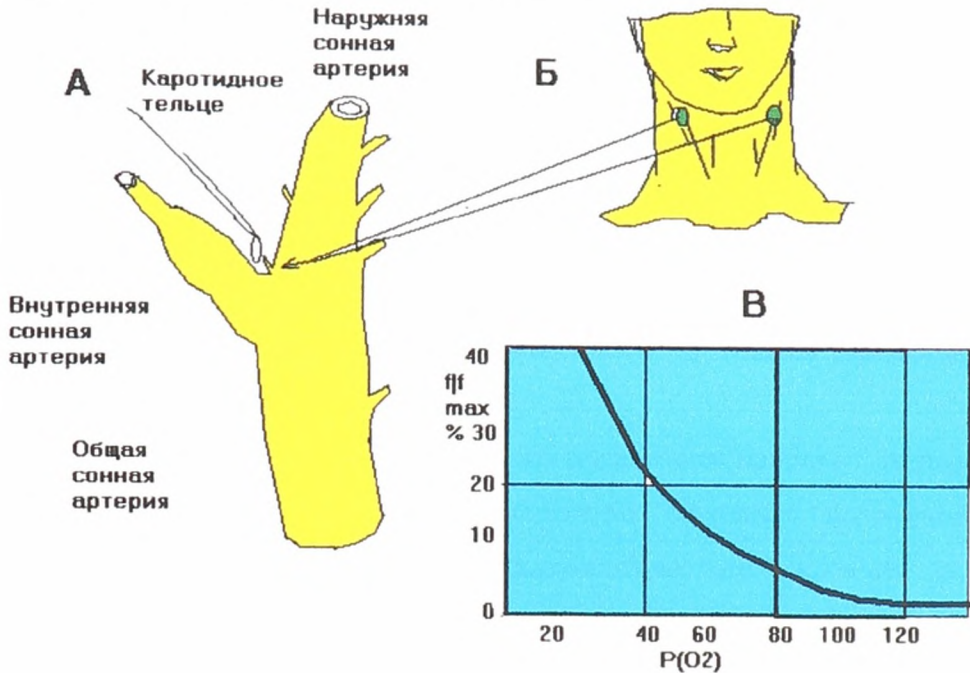 А
Каротидное
тельце
Наружняя
сонная
артерия
Б
Внутренняя
сонная
артерия
Общая
сонная
артерия
В
40
f|f
max
% 30
20
10
0
20 40 60 80 100 120
P(O2)